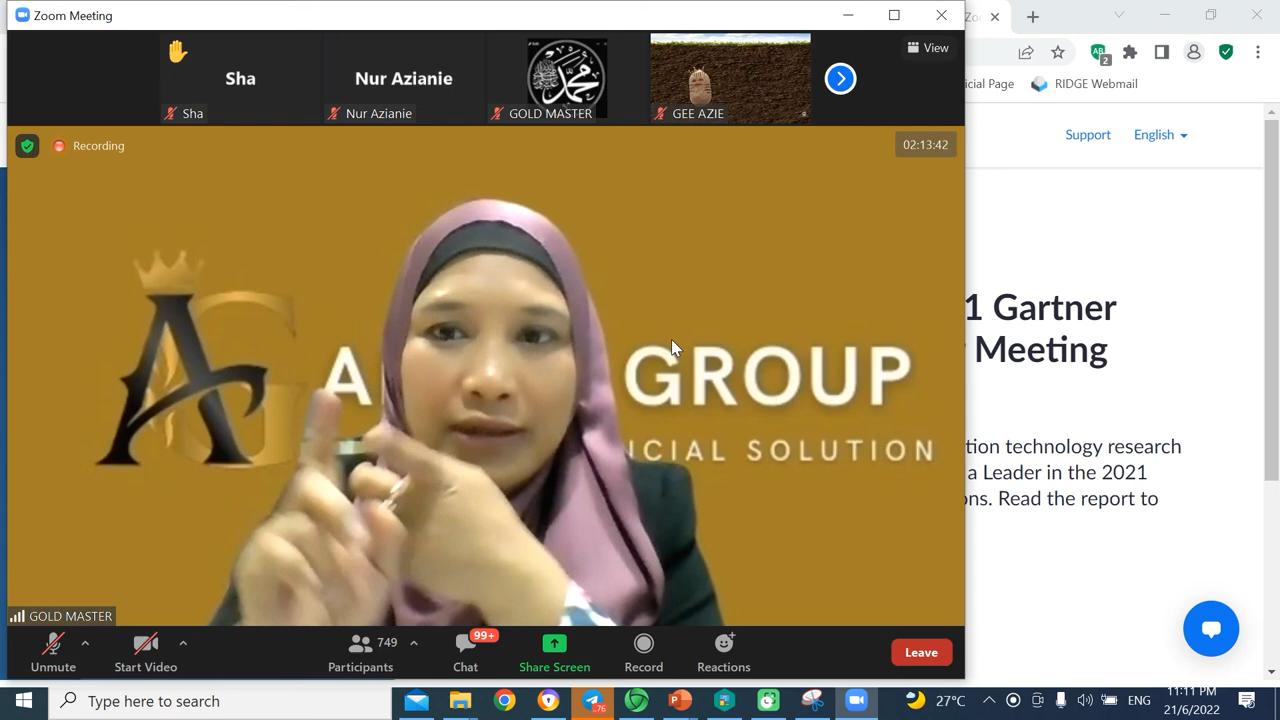 Zoom Meeting
View
Sha
Nur Azianie
Sha
Nur Azianie
GOLD MASTER
GEE AZIE
icial Page
RIDGE Webmail
2
Recording
02:13:42
Support
English
A
GROUP
ICIAL SOLUTION
1 Gartner
Meeting
tion technology research
a Leader in the 2021
ons. Read the report to
GOLD MASTER
749
99+
Unmute
Start Video
Participants
Chat
Share Screen
Record
Reactions
Leave
Type here to search
27°C
ENG
11:11 PM
21/6/2022